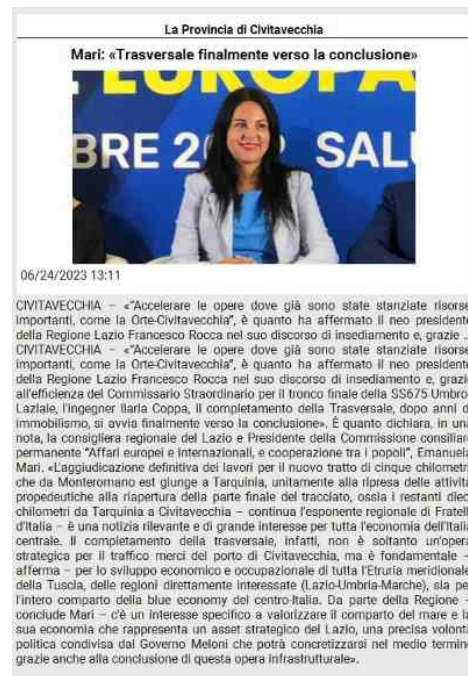 La Provincia di Civitavecchia
Mari: «Trasversale finalmente verso la conclusione»
EUROPA
BRE 2 SAL
06/24/2023 13:11
CIVITAVECCHIA – «"Accelerare le opere dove già sono state stanziate risorse
importanti, come la Orte-Civitavecchia", è quanto ha affermato il neo presidente
della Regione Lazio Francesco Rocca nel suo discorso di insediamento e, grazie ..
CIVITAVECCHIA – «"Accelerare le opere dove già sono state stanziate risorse
importanti, come la Orte-Civitavecchia", è quanto ha affermato il neo presidente
della Regione Lazio Francesco Rocca nel suo discorso di insediamento e, grazie
all'efficienza del Commissario Straordinario per il tronco finale della SS675 Umbro-
Laziale, l'ingegner Ilaria Coppa, il completamento della Trasversale, dopo anni di
immobilismo, si avvia finalmente verso la conclusione». È quanto dichiara, in una
nota, la consigliera regionale del Lazio e Presidente della Commissione consiliare
permanente "Affari europei e internazionali, e cooperazione tra i popoli", Emanuela
Mari. «L'aggiudicazione definitiva dei lavori per il nuovo tratto di cinque chilometri
che da Monteromano est giunge a Tarquinia, unitamente alla ripresa delle attività
propedeutiche alla riapertura della parte finale del tracciato, ossia i restanti dieci
chilometri da Tarquinia a Civitavecchia – continua l'esponente regionale di Fratelli
d'Italia – è una notizia rilevante e di grande interesse per tutta l'economia dell'Italia
centrale. Il completamento della trasversale, infatti, non è soltanto un'opera
strategica per il traffico merci del porto di Civitavecchia, ma è fondamentale –
afferma – per lo sviluppo economico e occupazionale di tutta l'Etruria meridionale,
della Tuscia, delle regioni direttamente interessate (Lazio-Umbria-Marche), sia per
l'intero comparto della blue economy del centro-Italia. Da parte della Regione –
conclude Mari – c'è un interesse specifico a valorizzare il comparto del mare e la
sua economia che rappresenta un asset strategico del Lazio, una precisa volontà
politica condivisa dal Governo Meloni che potrà concretizzarsi nel medio termine
grazie anche alla conclusione di questa opera infrastrutturale».